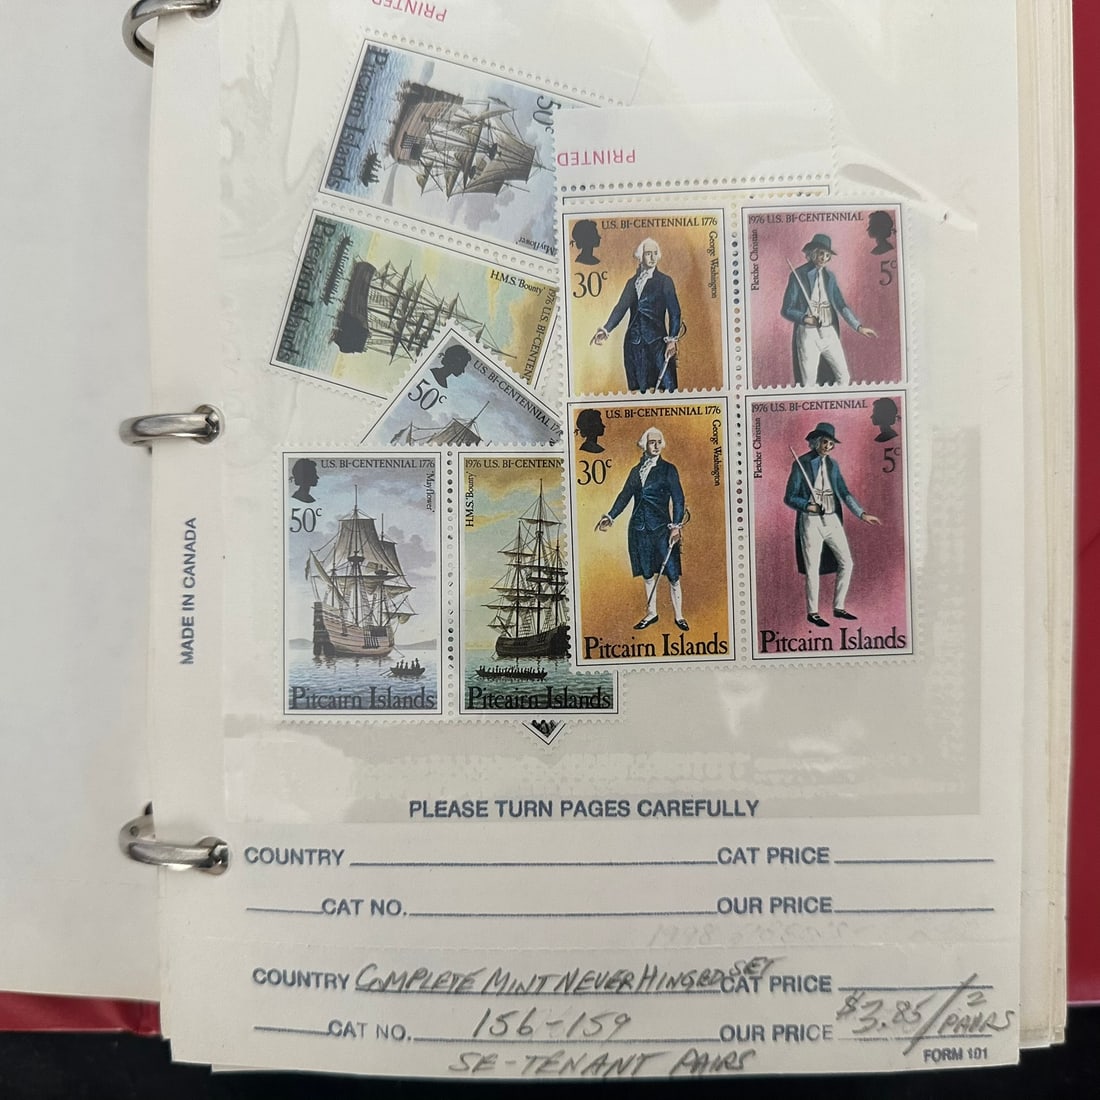 PRINTED
Pitcairn Islands
50c
'Mayflower'
PRINTED
Pitcairn Islands
H.M.S. 'Bounty'
1976 U.S. BI-CENTEN
U.S. BI-CENTENNIAL 1776
30c
George Washington
1976 U.S. BI-CENTENNIAL
Fletcher Christian
5c
U.S. BI-CENTENNIAL 177
50c
U.S. BI-CENTENNIAL 1776
30c
George Washington
Pitcairn Islands
1976 U.S. BI-CENTENNIAL
Fletcher Christian
5c
Pitcairn Islands
U.S. BI-CENTENNIAL 1776
50c
'Mayflower'
Pitcairn Islands
1976 U.S. BI-CENTENN
H.M.S. 'Bounty'
Pitcairn Islands
MADE IN CANADA
PLEASE TURN PAGES CAREFULLY
COUNTRY CAT PRICE
CAT NO. OUR PRICE
COUNTRY COMPLETE MINT NEVER HINGED SET CAT PRICE
CAT NO. 156-159 OUR PRICE $3.85/2 PAIRS
SE-TENANT PAIRS
FORM 101